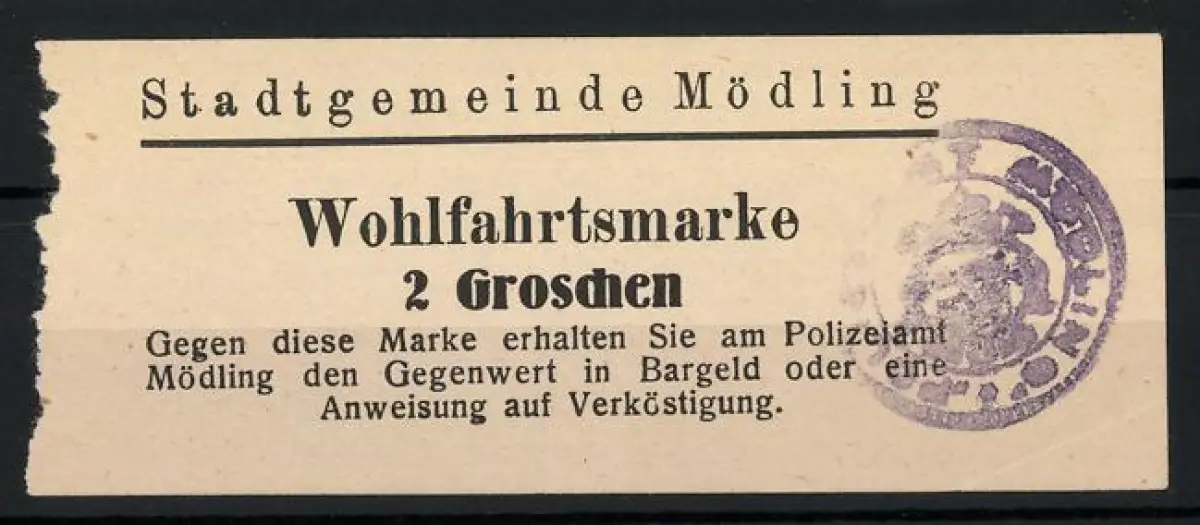 Stadtgemeinde Mödling
Wohlfahrtsmarke
2 Groschen
Gegen diese Marke erhalten Sie am Polizeiamt
Mödling den Gegenwert in Bargeld oder eine
Anweisung auf Verköstigung.
MÖDLING